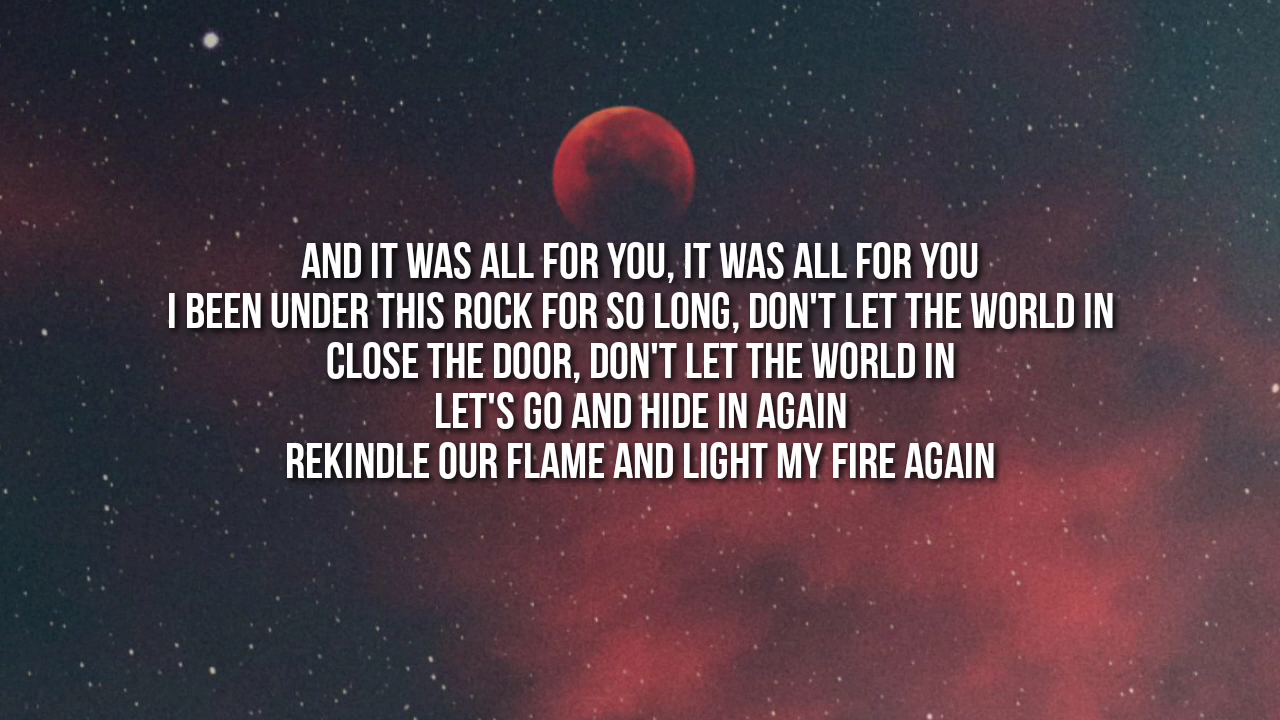 AND IT WAS ALL FOR YOU, IT WAS ALL FOR YOU
I BEEN UNDER THIS ROCK FOR SO LONG, DON'T LET THE WORLD IN
CLOSE THE DOOR, DON'T LET THE WORLD IN
LET'S GO AND HIDE IN AGAIN
REKINDLE OUR FLAME AND LIGHT MY FIRE AGAIN